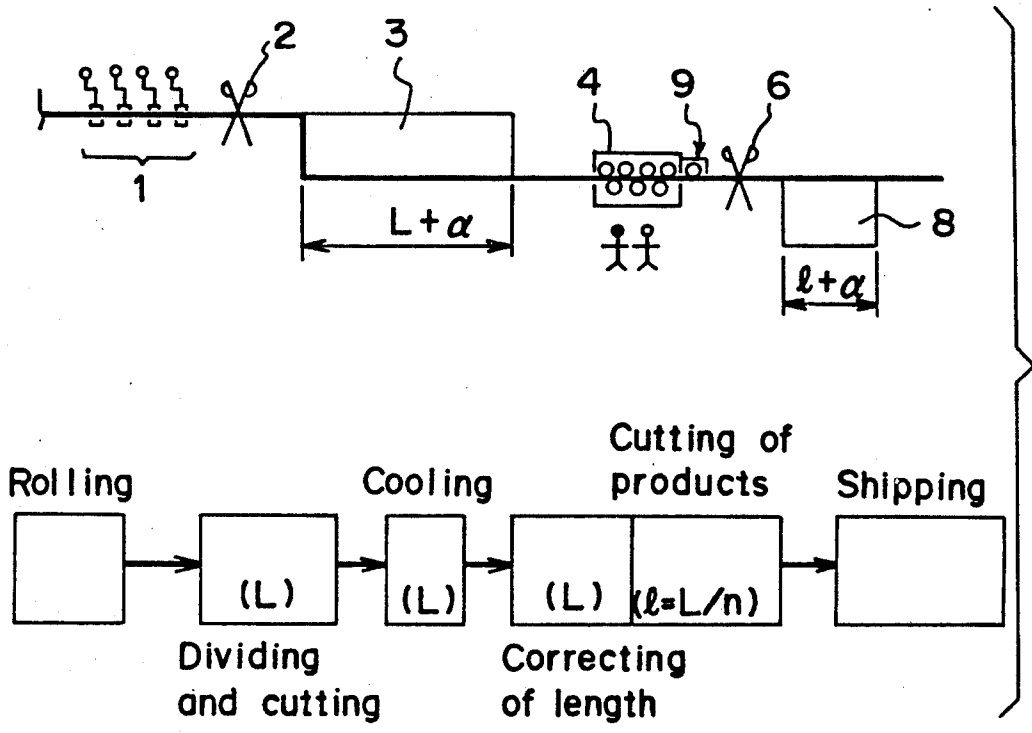 2
3
4
9
6
1
L+α
8
ℓ+α
Rolling
Cooling
Cutting of
products
Shipping
(L)
(L)
(L)
(ℓ=L/n)
Dividing
and cutting
Correcting
of length